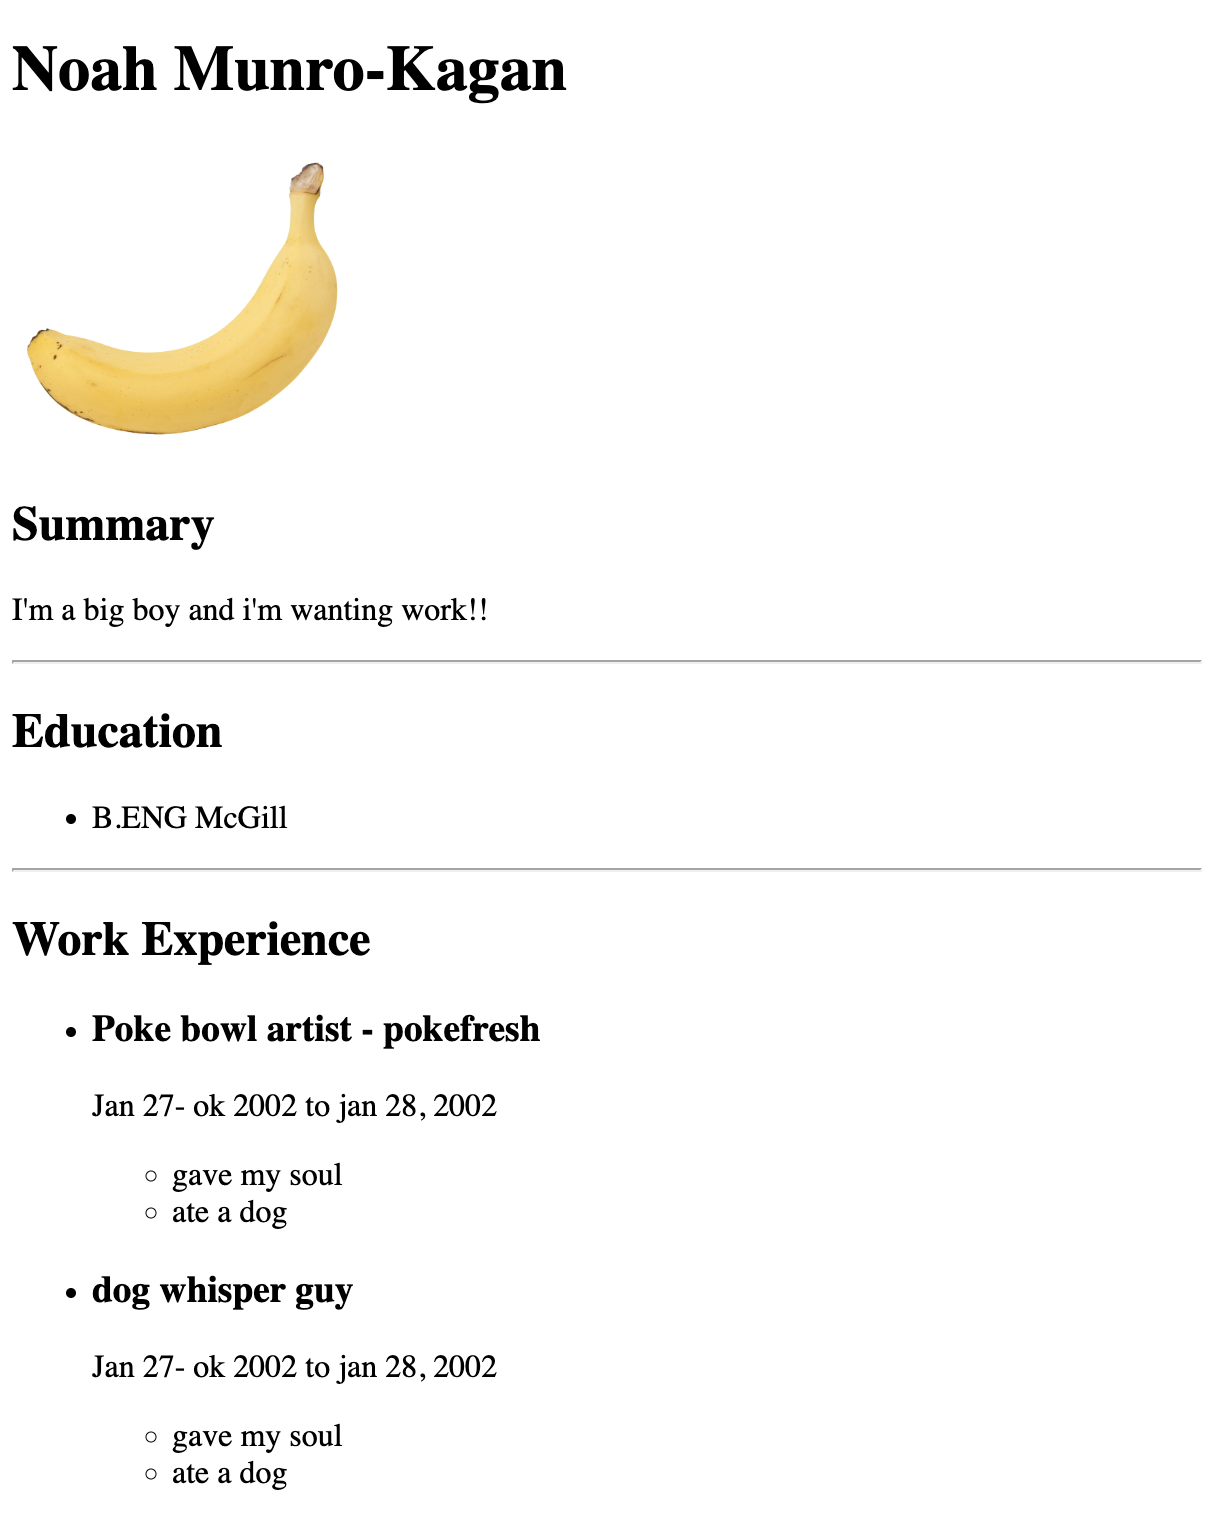 Noah Munro-Kagan
Summary
I'm a big boy and i'm wanting work!!
Education
B.ENG McGill
Work Experience
Poke bowl artist - pokefresh
Jan 27- ok 2002 to jan 28, 2002
gave my soul
ate a dog
dog whisper guy
Jan 27- ok 2002 to jan 28, 2002
gave my soul
ate a dog